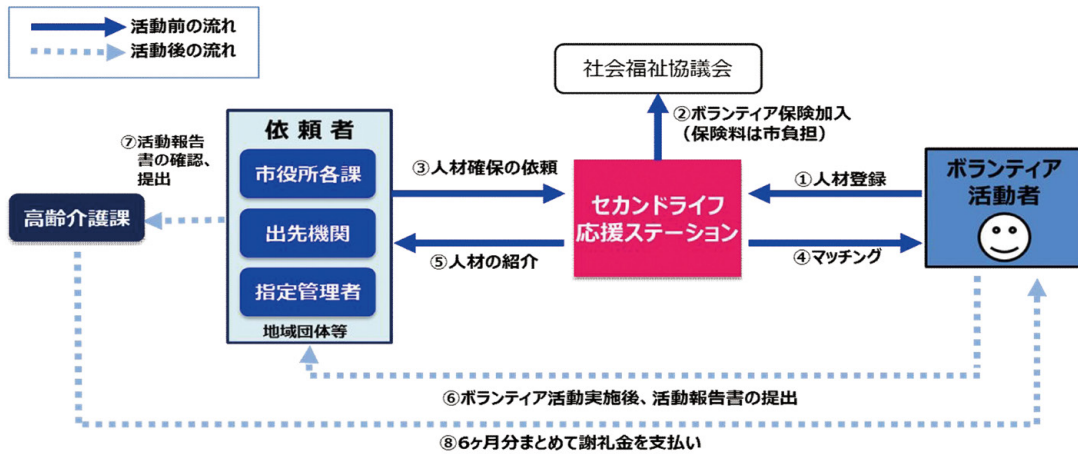 活動前の流れ
活動後の流れ
社会福祉協議会
②ボランティア保険加入
（保険料は市負担）
⑦活動報告
書の確認、
提出
依頼者
市役所各課
出先機関
指定管理者
地域団体等
高齢介護課
③人材確保の依頼
⑤人材の紹介
セカンドライフ
応援ステーション
①人材登録
④マッチング
ボランティア
活動者
⑥ボランティア活動実施後、活動報告書の提出
⑧6ヶ月分まとめて謝礼金を支払い